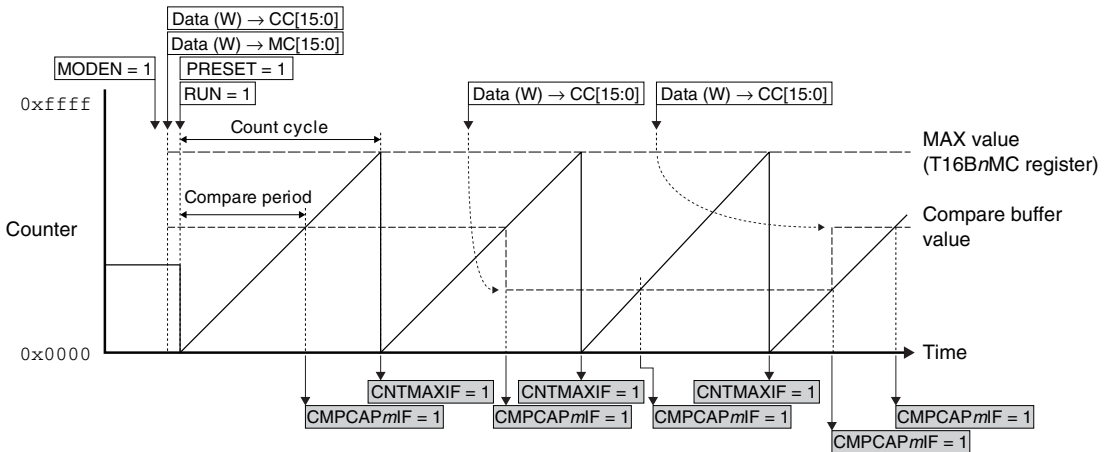 Data (W) → CC[15:0]
Data (W) → MC[15:0]
MODEN = 1
PRESET = 1
RUN = 1
Data (W) → CC[15:0]
Data (W) → CC[15:0]
0xffff
Count cycle
MAX value
(T16BnMC register)
Compare period
Compare buffer
value
Counter
0x0000
Time
CNTMAXIF = 1
CNTMAXIF = 1
CNTMAXIF = 1
CMPCAPmIF = 1
CMPCAPmIF = 1
CMPCAPmIF = 1
CMPCAPmIF = 1
CMPCAPmIF = 1